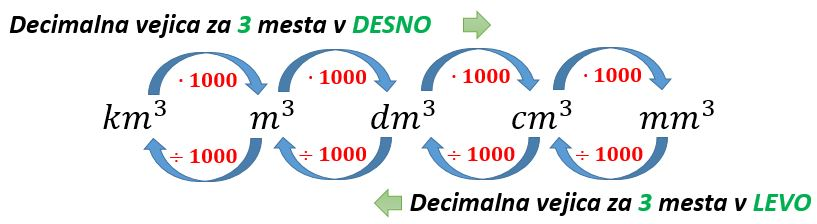 Decimalna vejica za 3 mesta v DESNO
· 1000 · 1000 · 1000 · 1000
km³ m³ dm³ cm³ mm³
÷ 1000 ÷ 1000 ÷ 1000 ÷ 1000
Decimalna vejica za 3 mesta v LEVO